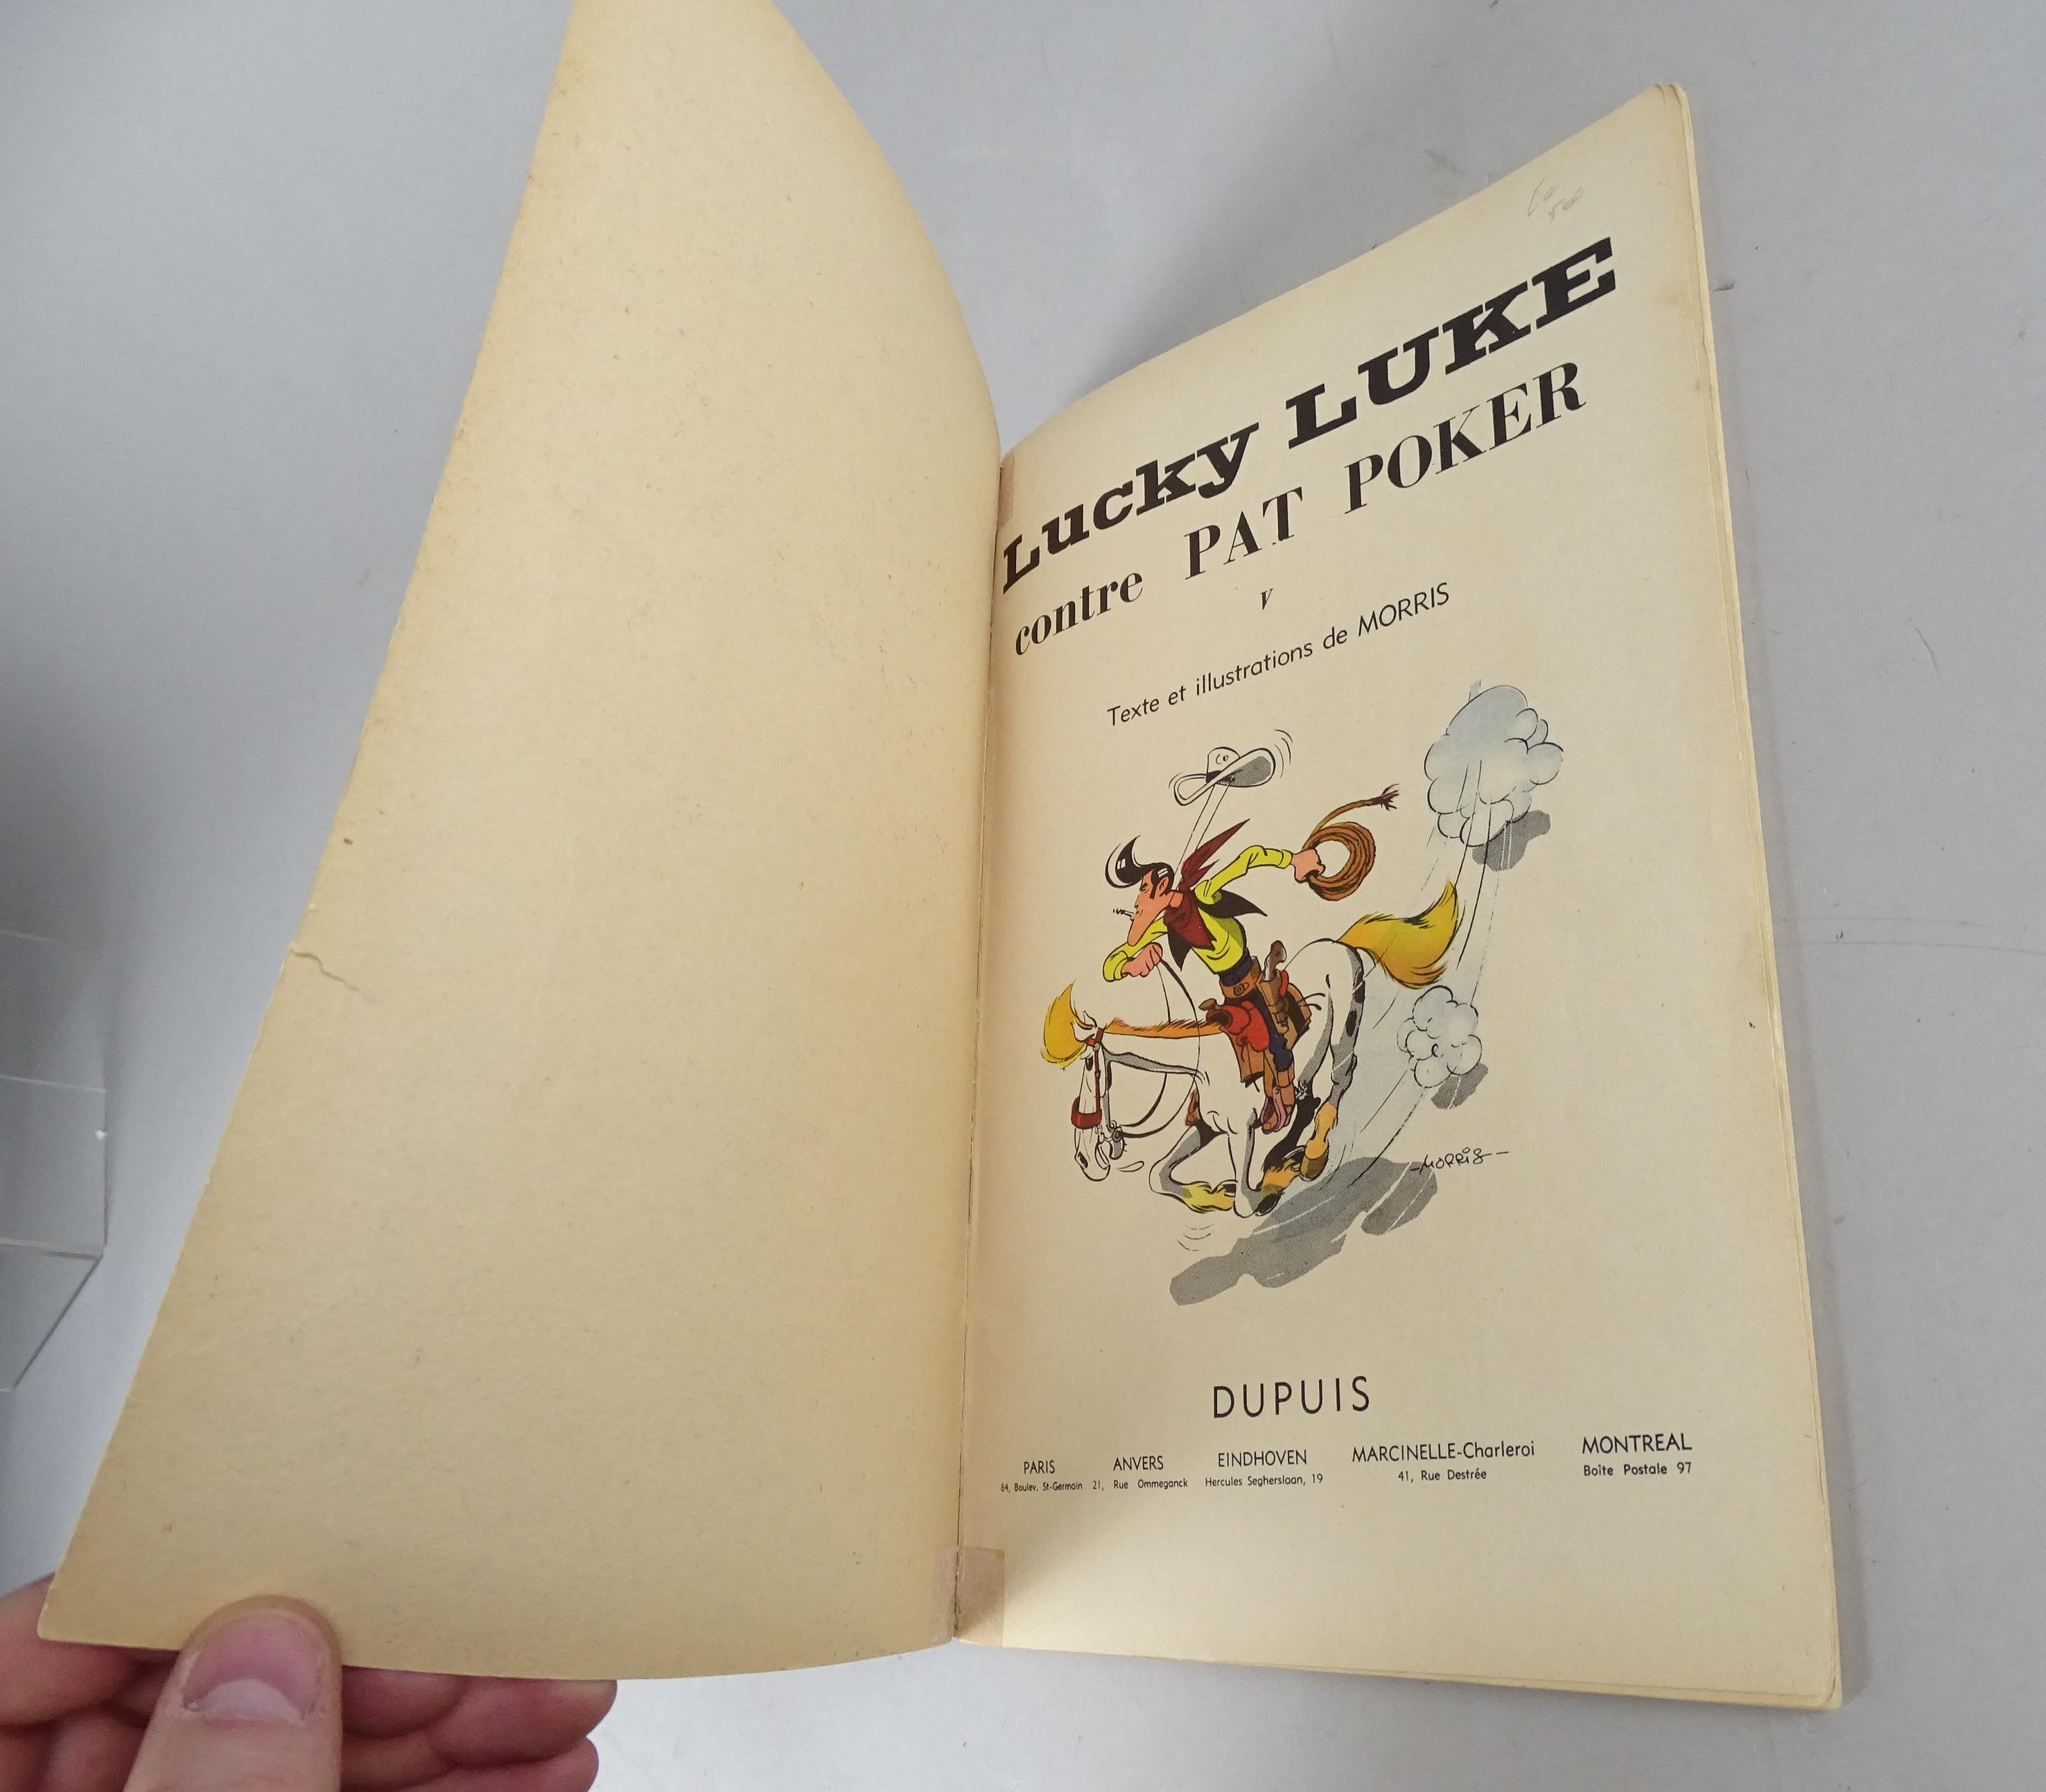 Lucky LUKE
contre PAT POKER
V
Texte et illustrations de MORRIS
-MORRIS-
DUPUIS
PARIS ANVERS EINDHOVEN MARCINELLE-Charleroi MONTREAL
84, Boulev. St-Germain 21, Rue Ommeganck Hercules Segherslaan, 19 41, Rue Destrée Boîte Postale 97